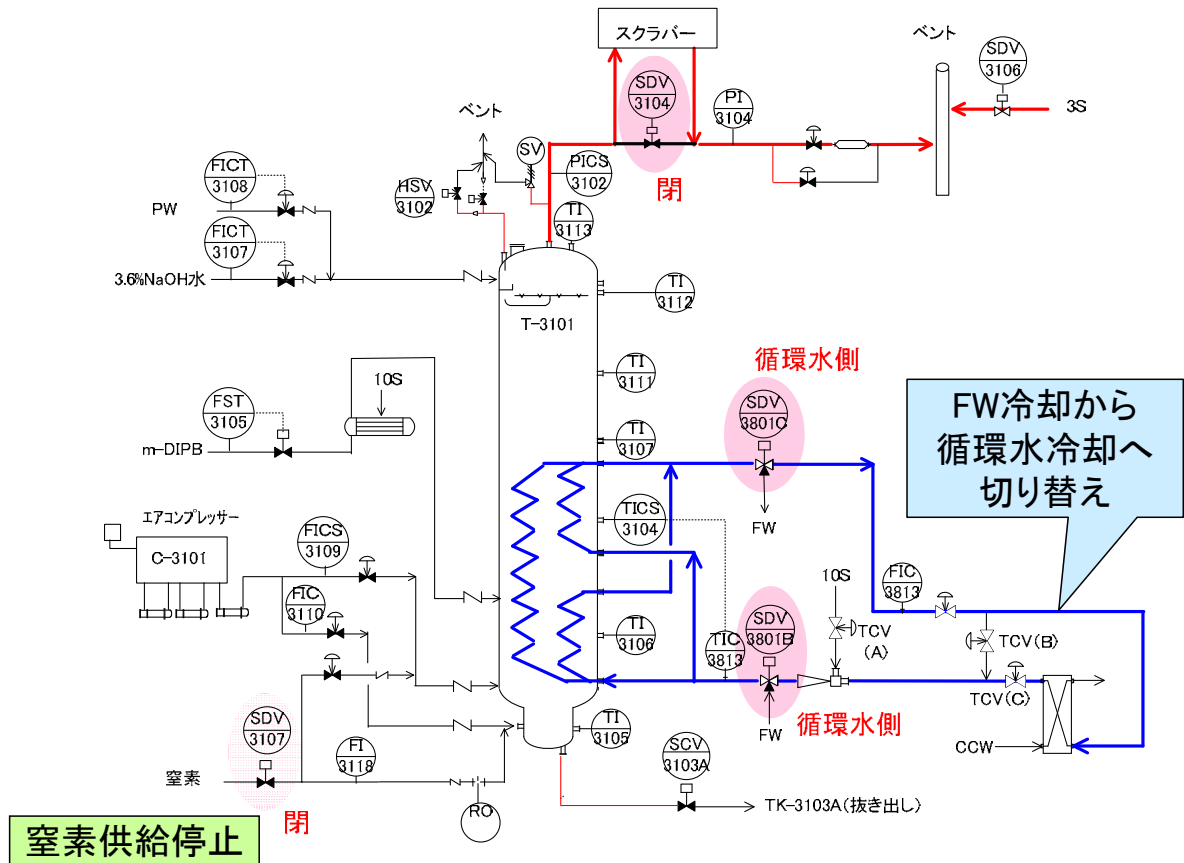 スクラバー
ベント
SDV
3106
3S
SDV
3104
閉
PI
3104
ベント
SV
HSV
3102
PICS
3102
TI
3113
FICT
3108
PW
FICT
3107
3.6%NaOH水
TI
3112
T-3101
TI
3111
循環水側
SDV
3801C
FW
FW冷却から
循環水冷却へ
切り替え
10S
FST
3105
m-DIPB
TI
3107
エアコンプレッサー
C-3101
FICS
3109
FIC
3110
TICS
3104
TI
3106
TIC
3813
SDV
3801B
FW
循環水側
10S
TCV
(A)
FIC
3813
TCV(B)
TCV(C)
CCW
SDV
3107
閉
窒素
FI
3118
RO
TI
3105
SCV
3103A
TK-3103A(抜き出し)
窒素供給停止